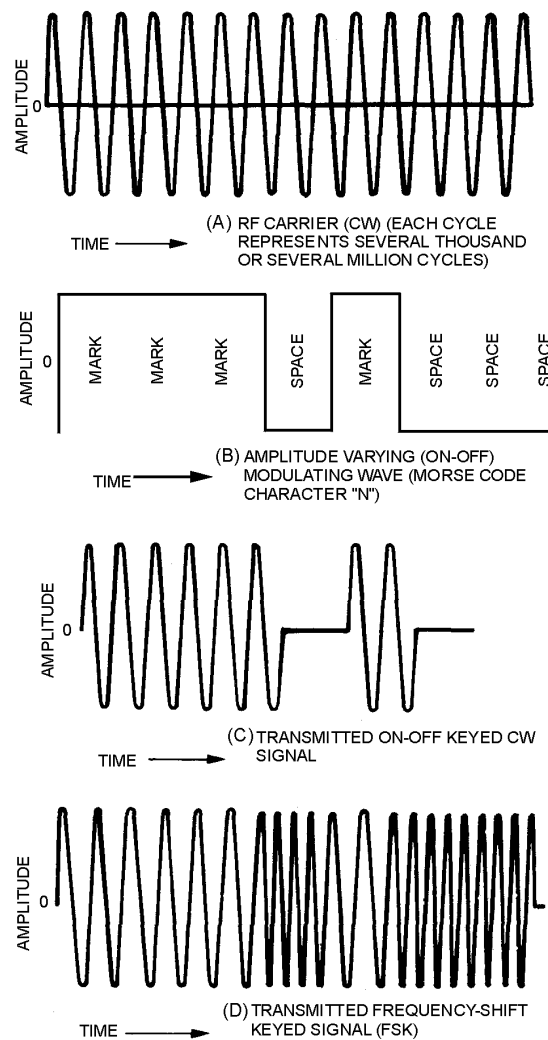 AMPLITUDE
0
(A) RF CARRIER (CW) (EACH CYCLE
REPRESENTS SEVERAL THOUSAND
OR SEVERAL MILLION CYCLES)
TIME
AMPLITUDE
0
MARK
MARK
MARK
SPACE
MARK
SPACE
SPACE
SPACE
(B) AMPLITUDE VARYING (ON-OFF)
MODULATING WAVE (MORSE CODE
CHARACTER "N")
TIME
AMPLITUDE
0
(C) TRANSMITTED ON-OFF KEYED CW
SIGNAL
TIME
AMPLITUDE
0
(D) TRANSMITTED FREQUENCY-SHIFT
KEYED SIGNAL (FSK)
TIME